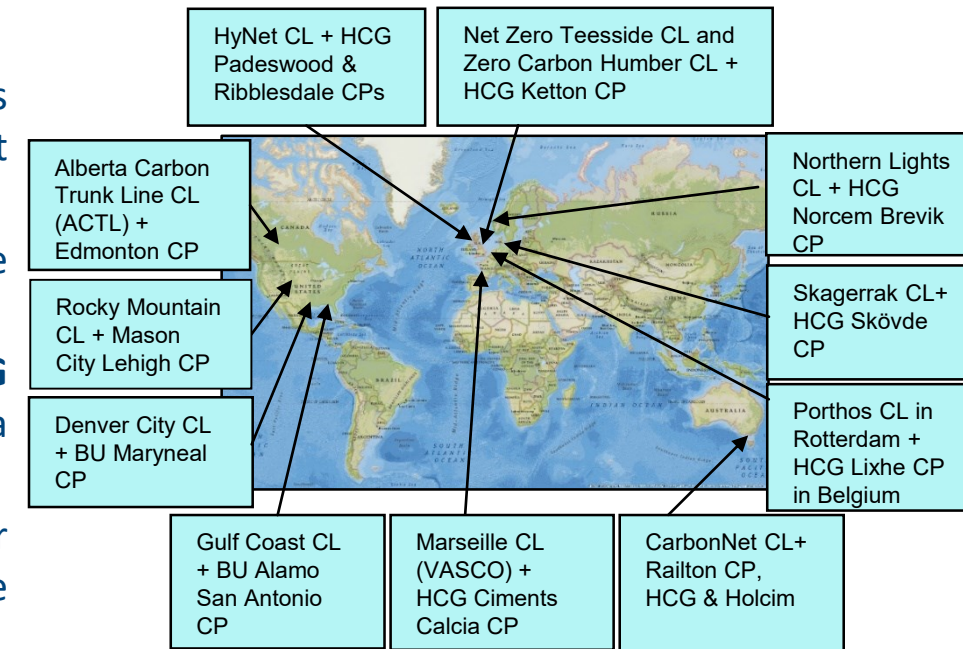 HyNet CL + HCG
Padeswood &
Ribblesdale CPs
Net Zero Teesside CL and
Zero Carbon Humber CL +
HCG Ketton CP
s
t
e
G
a
r
e
Alberta Carbon
Trunk Line CL
(ACTL) +
Edmonton CP
Rocky Mountain
CL + Mason
City Lehigh CP
Denver City CL
+ BU Maryneal
CP
Northern Lights
CL + HCG
Norcem Brevik
CP
Skagerrak CL+
HCG Skövde
CP
Porthos CL in
Rotterdam +
HCG Lixhe CP
in Belgium
Gulf Coast CL
+ BU Alamo
San Antonio
CP
Marseille CL
(VASCO) +
HCG Ciments
Calcia CP
CarbonNet CL+
Railton CP,
HCG & Holcim
CANADA
UNITED
STATES
NORTH
ATLANTIC
OCEAN
RUSSIA
CHINA
BRAZIL
INDIAN OCEAN
AUSTRALIA
SOUTH
ATLANTIC
OCEAN